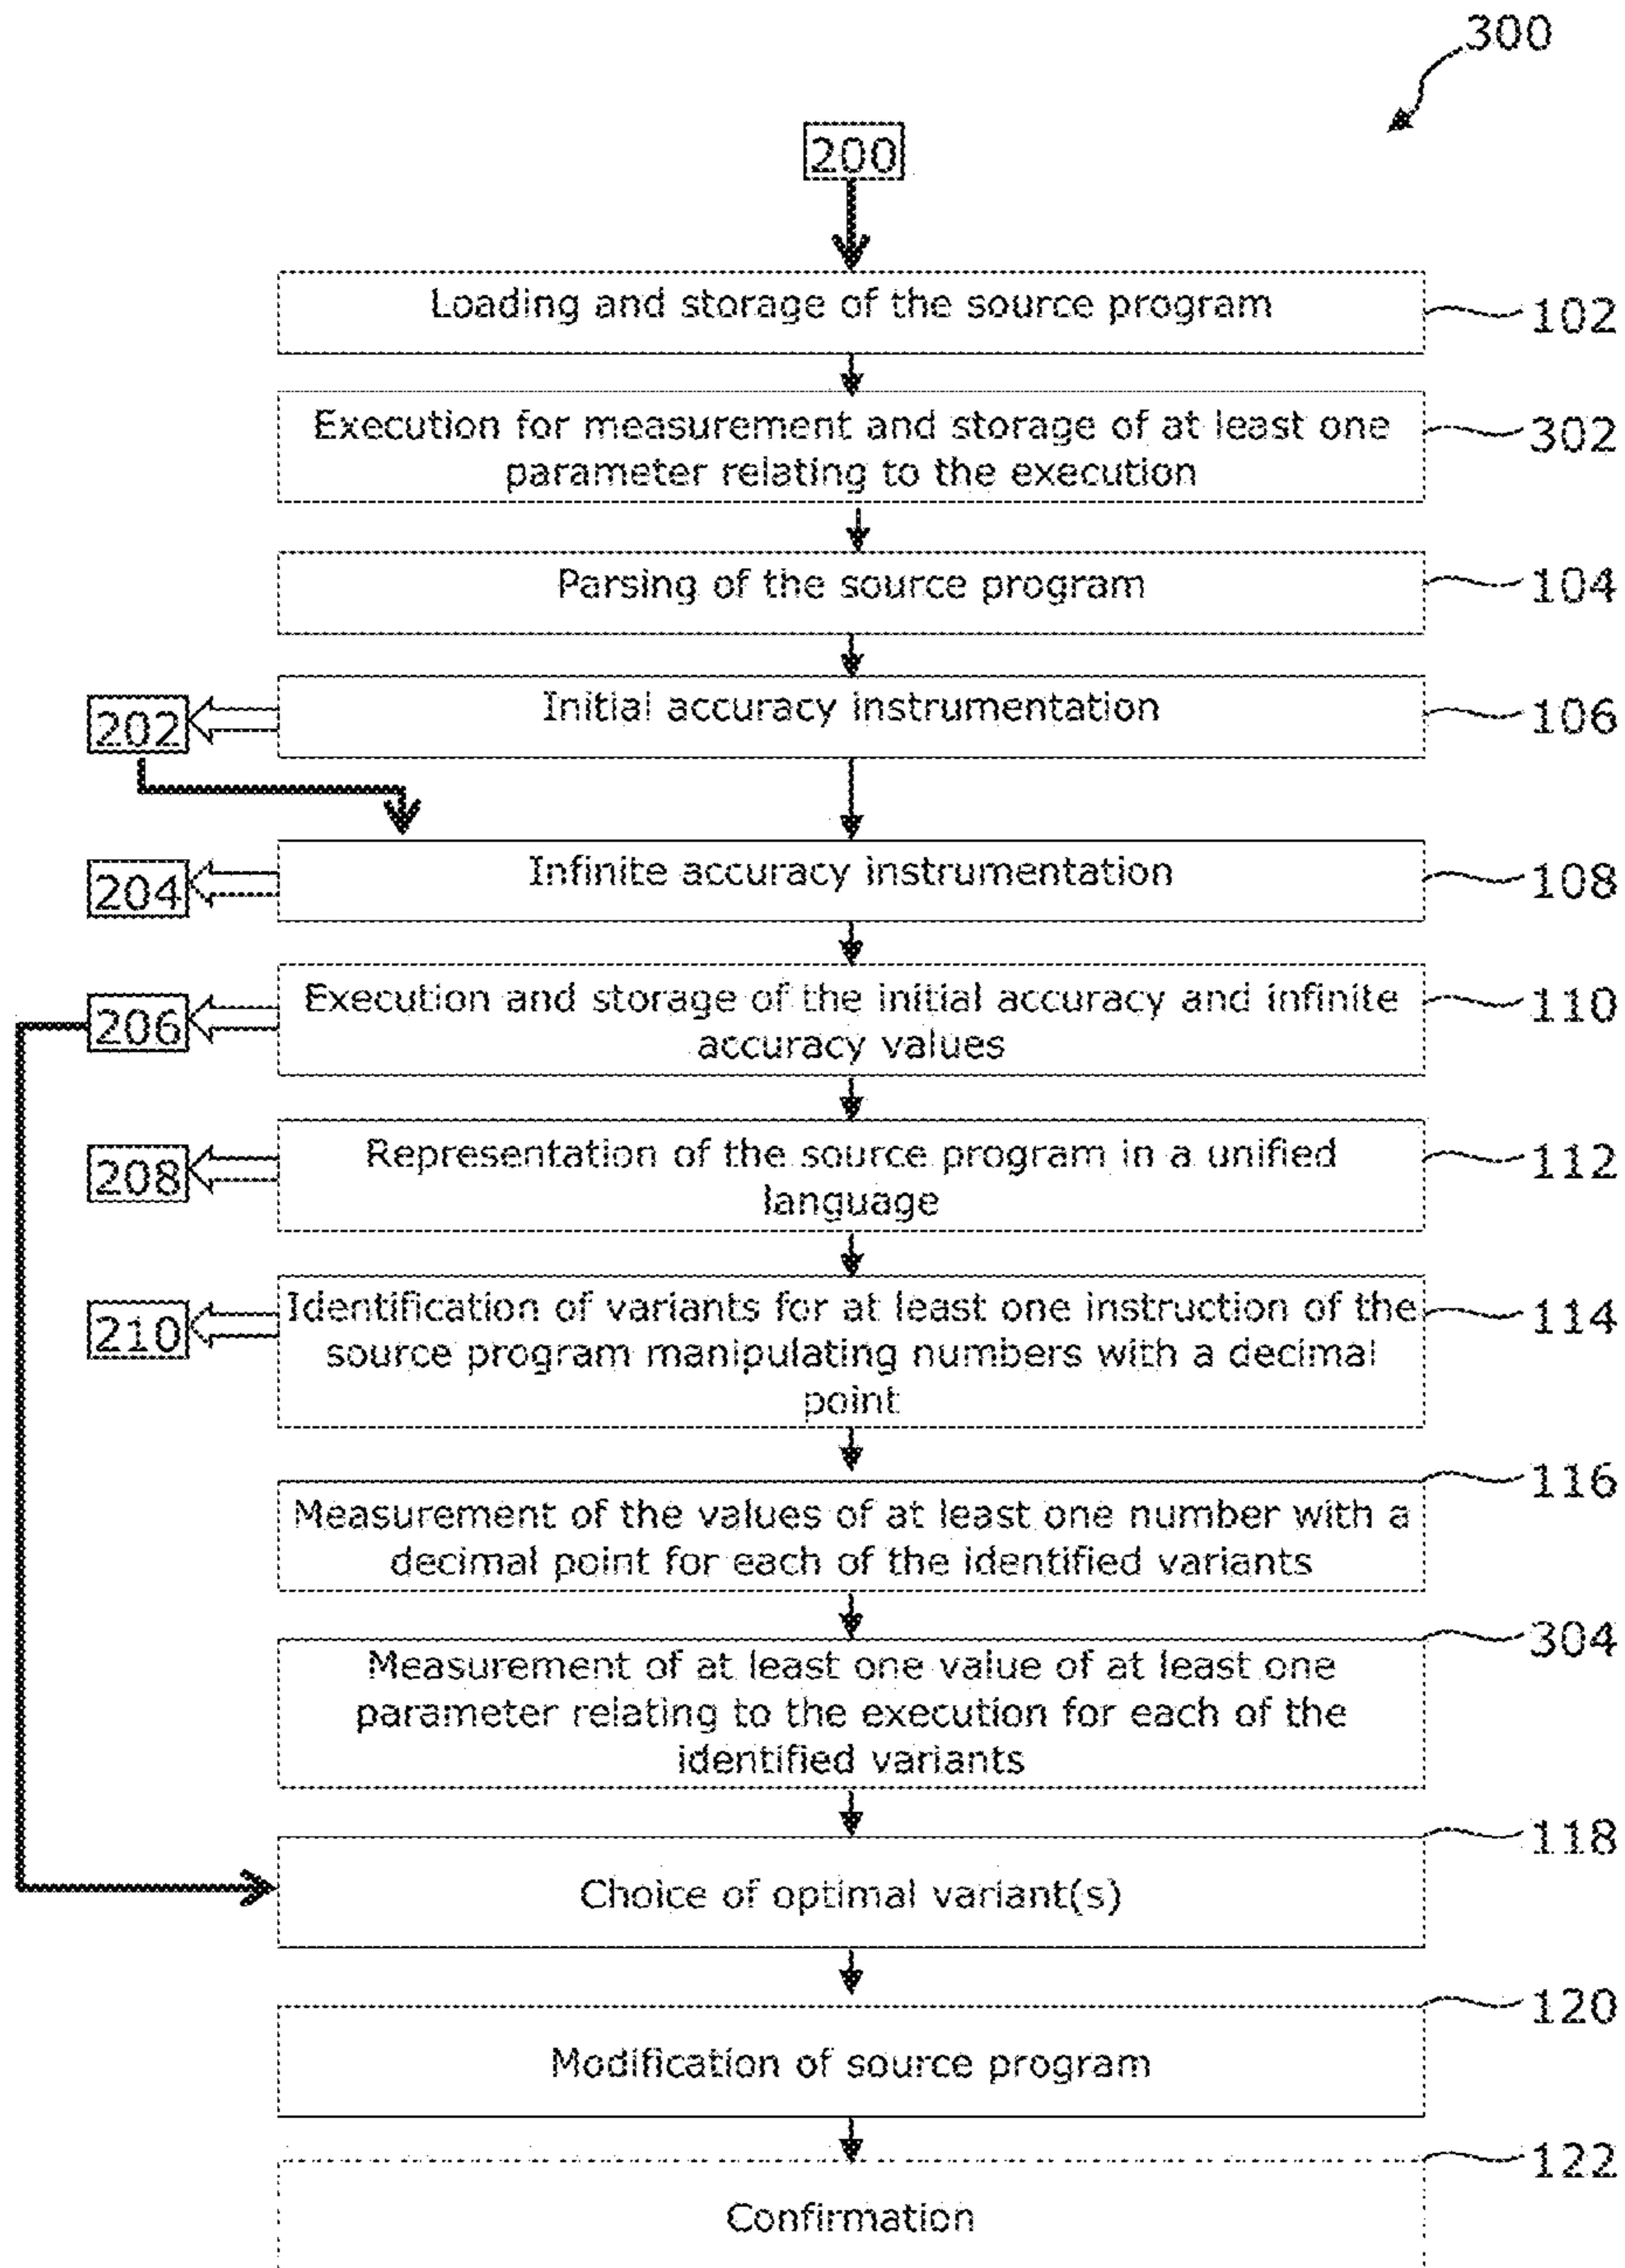 300
200
Loading and storage of the source program
102
Execution for measurement and storage of at least one
parameter relating to the execution
302
Parsing of the source program
104
202
Initial accuracy instrumentation
106
204
Infinite accuracy instrumentation
108
206
Execution and storage of the initial accuracy and infinite
accuracy values
110
208
Representation of the source program in a unified
language
112
210
Identification of variants for at least one instruction of the
source program manipulating numbers with a decimal
point
114
Measurement of the values of at least one number with a
decimal point for each of the identified variants
116
Measurement of at least one value of at least one
parameter relating to the execution for each of the
identified variants
304
Choice of optimal variant(s)
118
Modification of source program
120
Confirmation
122